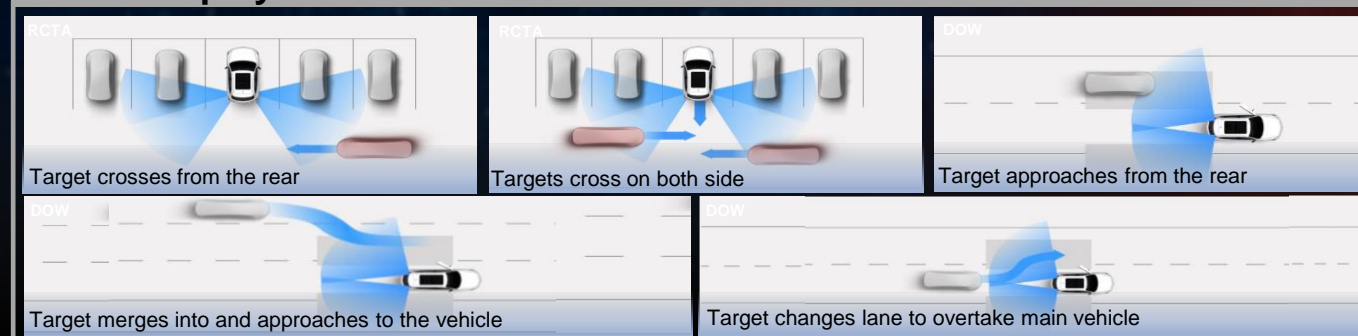 RCTA
Target crosses from the rear
RCTA
Targets cross on both side
DOW
Target approaches from the rear
DOW
Target merges into and approaches to the vehicle
DOW
Target changes lane to overtake main vehicle